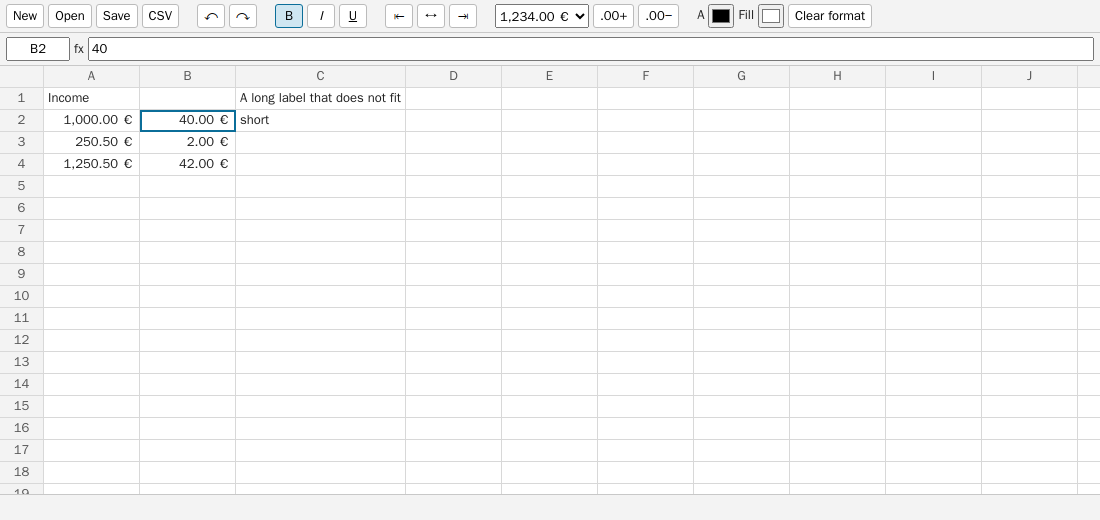 New Open Save CSV B I U 1,234.00 € .00+ .00− A Fill Clear format
B2 fx 40
A B C D E F G H I J
1 Income A long label that does not fit
2 1,000.00 € 40.00 € short
3 250.50 € 2.00 €
4 1,250.50 € 42.00 €
5
6
7
8
9
10
11
12
13
14
15
16
17
18
19